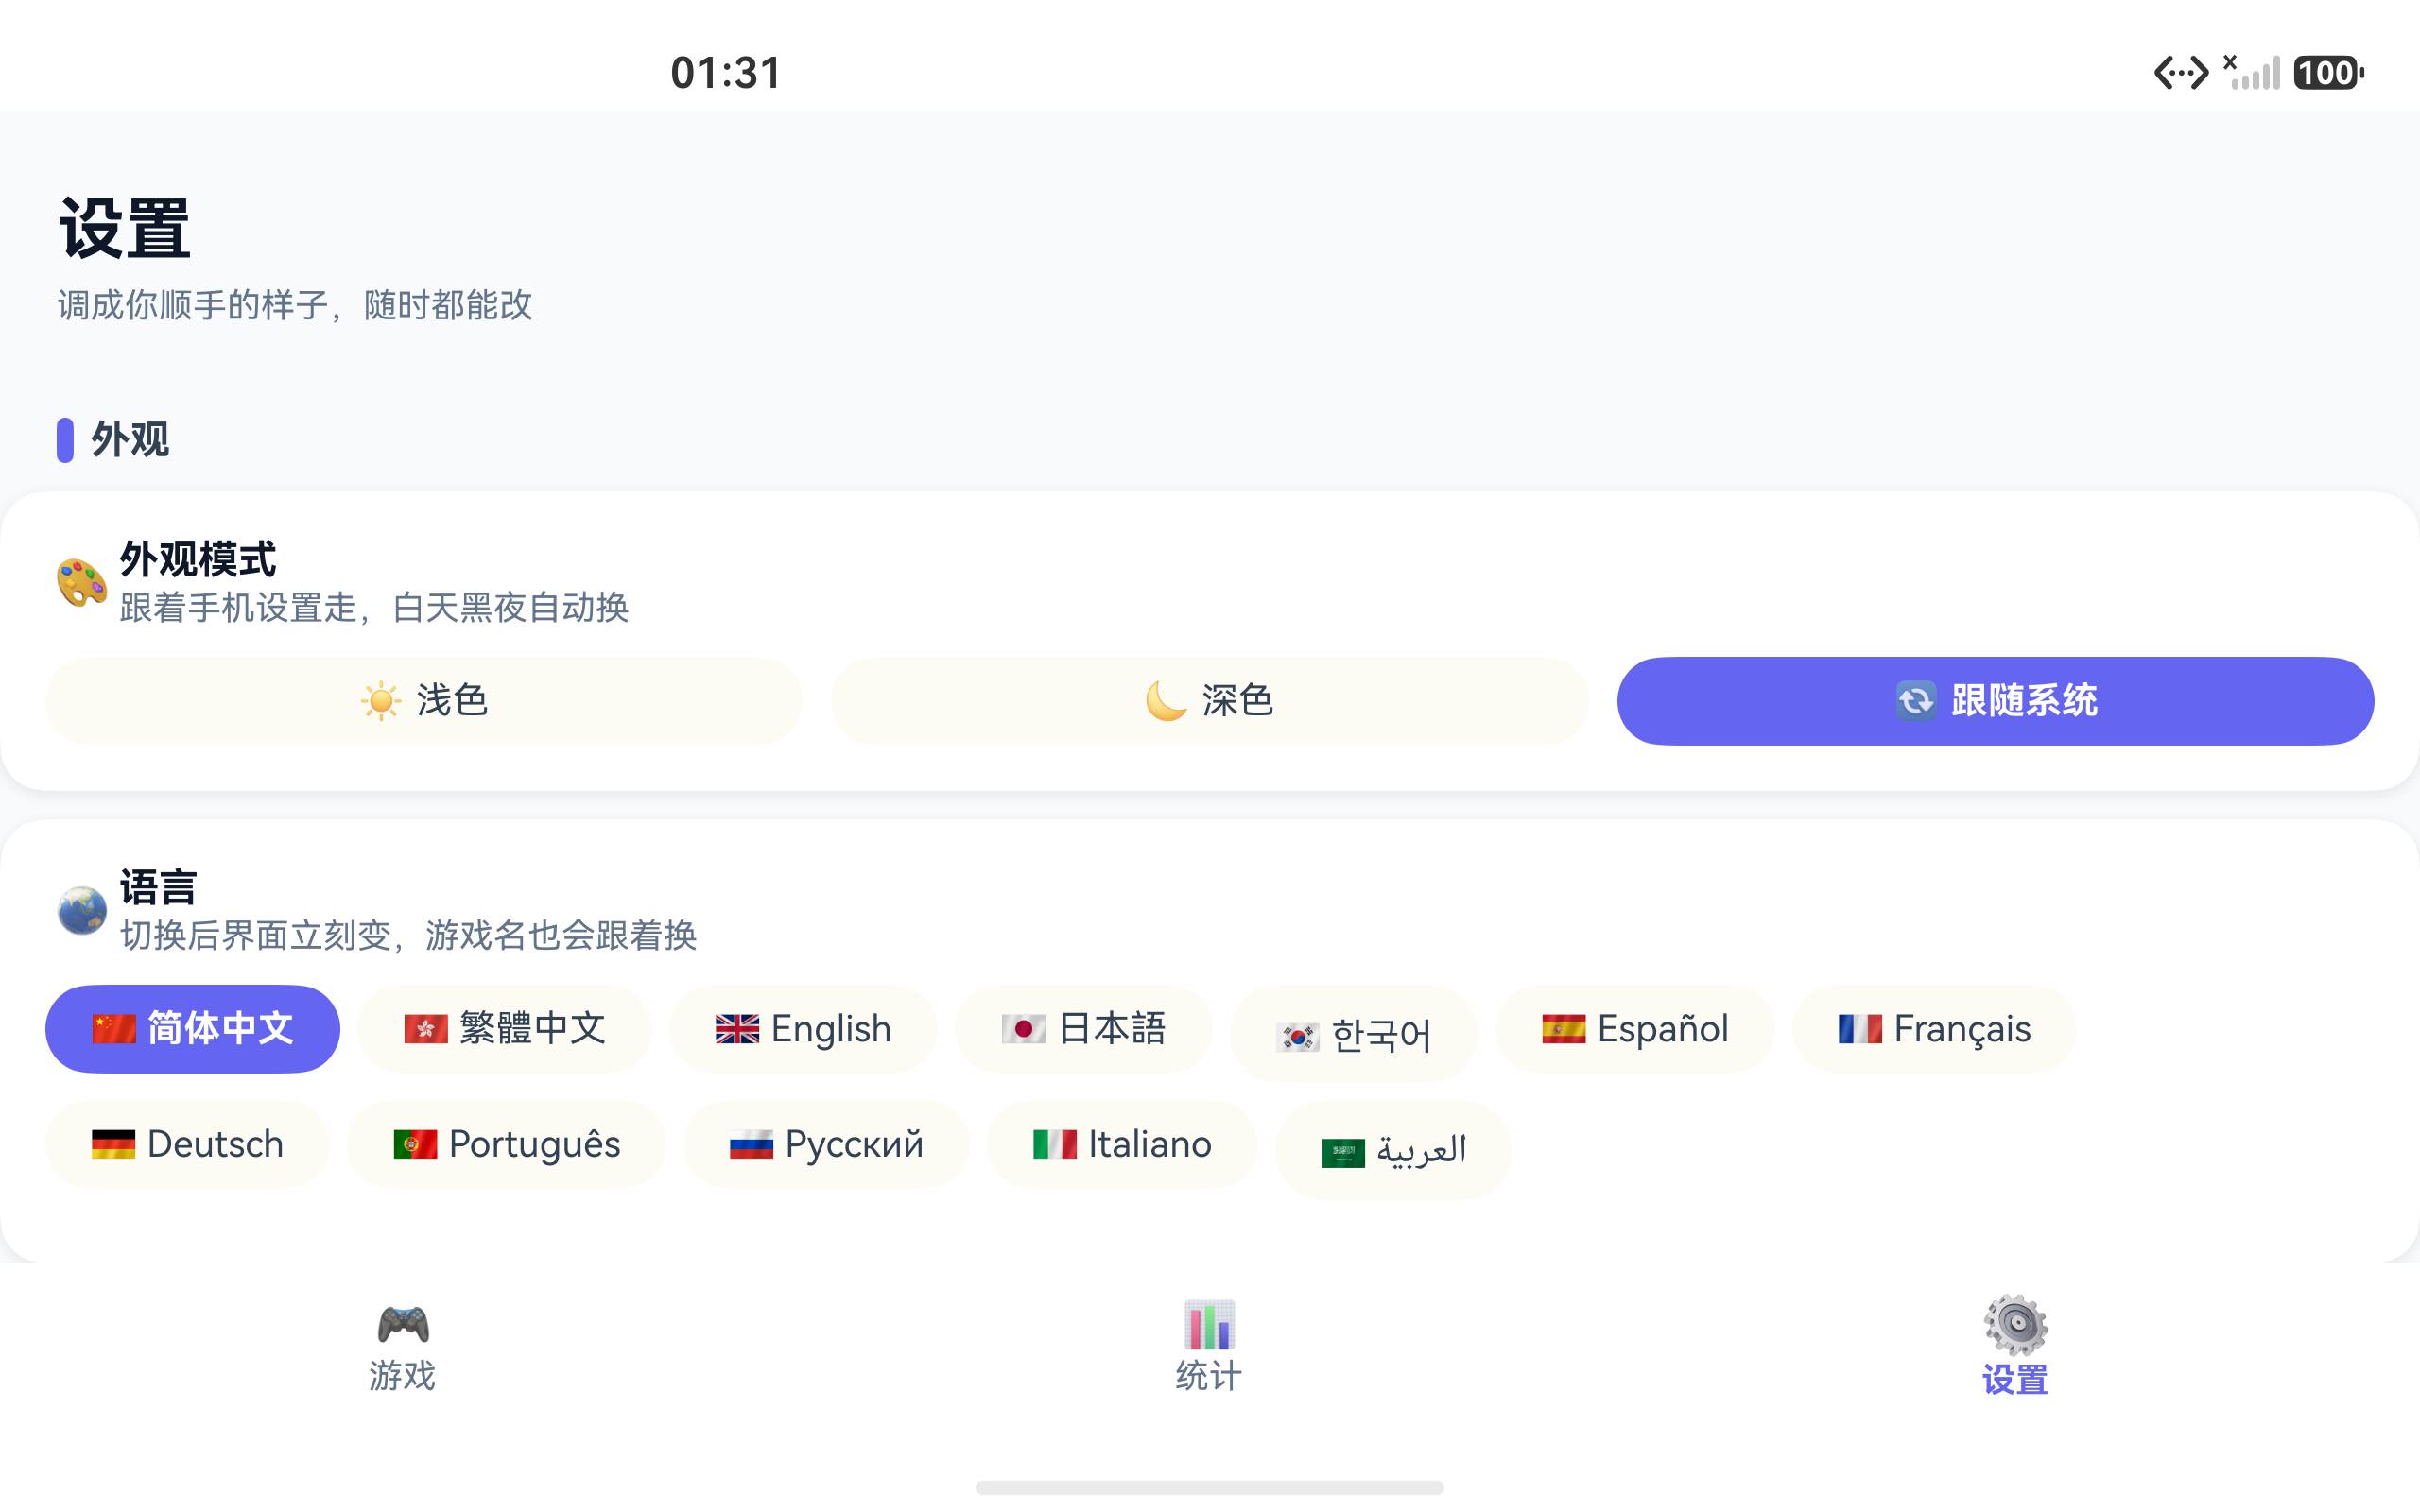 01:31
100
设置
调成你顺手的样子，随时都能改
外观
外观模式
跟着手机设置走，白天黑夜自动换
浅色
深色
跟随系统
语言
切换后界面立刻变，游戏名也会跟着换
简体中文
繁體中文
English
日本語
한국어
Español
Français
Deutsch
Português
Русский
Italiano
العربية
游戏
统计
设置